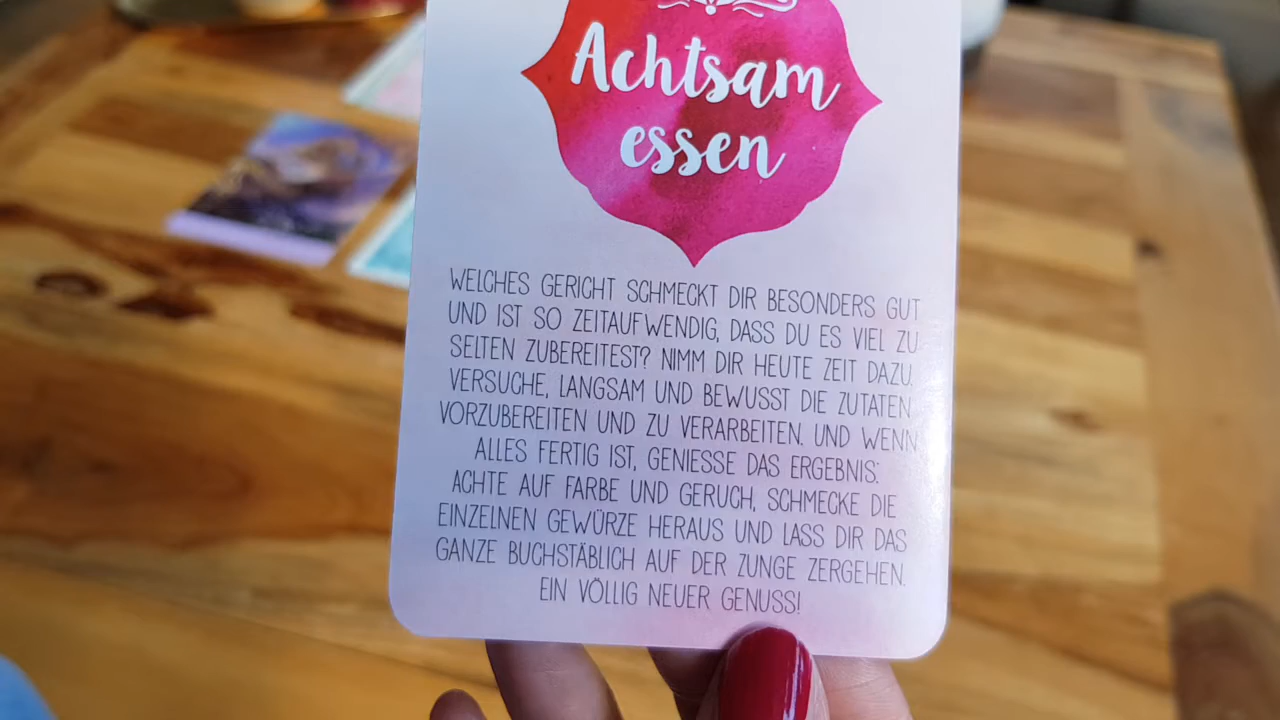 Achtsam
essen
WELCHES GERICHT SCHMECKT DIR BESONDERS GUT
UND IST SO ZEITAUFWENDIG, DASS DU ES VIEL ZU
SELTEN ZUBEREITEST? NIMM DIR HEUTE ZEIT DAZU.
VERSUCHE, LANGSAM UND BEWUSST DIE ZUTATEN
VORZUBEREITEN UND ZU VERARBEITEN. UND WENN
ALLES FERTIG IST, GENIESSE DAS ERGEBNIS:
ACHTE AUF FARBE UND GERUCH, SCHMECKE DIE
EINZELNEN GEWÜRZE HERAUS UND LASS DIR DAS
GANZE BUCHSTÄBLICH AUF DER ZUNGE ZERGEHEN.
EIN VÖLLIG NEUER GENUSS!